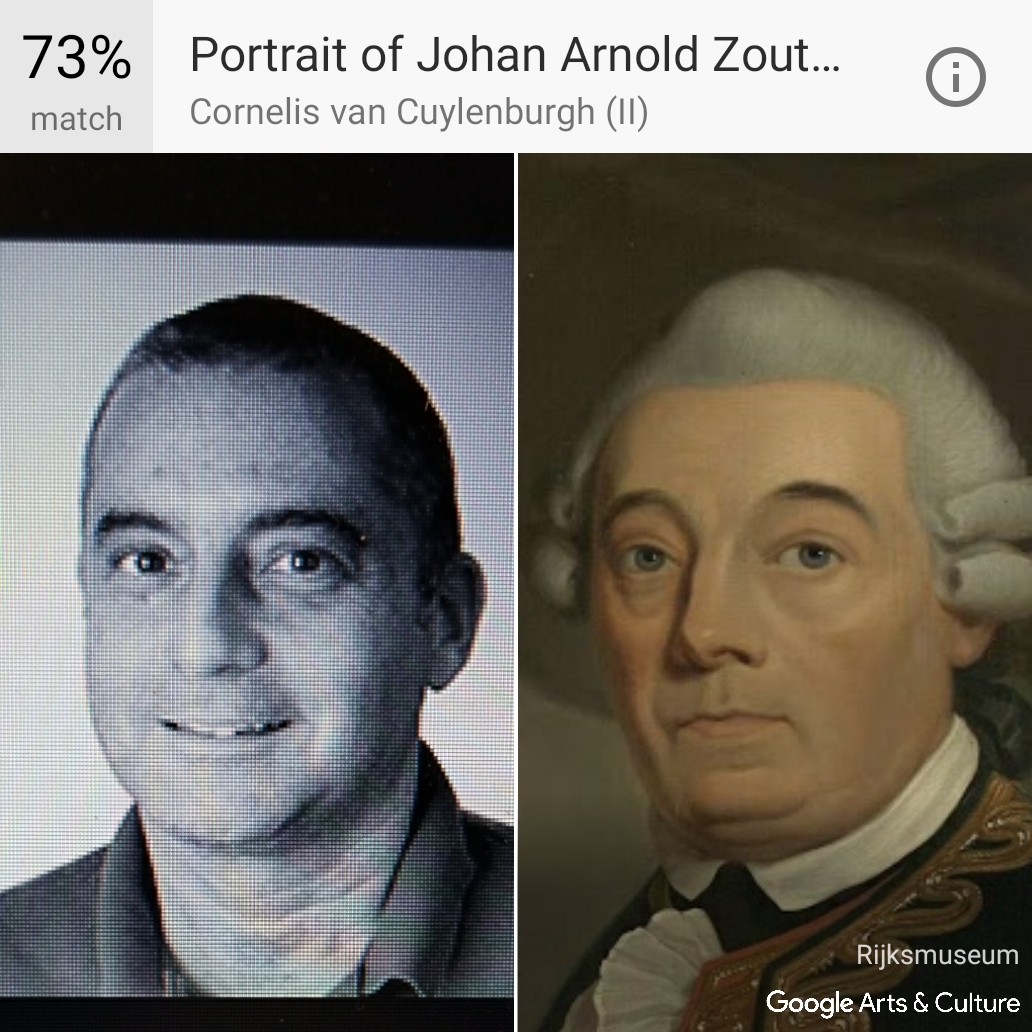 73%
match
Portrait of Johan Arnold Zout...
Cornelis van Cuylenburgh (II)
Rijksmuseum
Google Arts & Culture